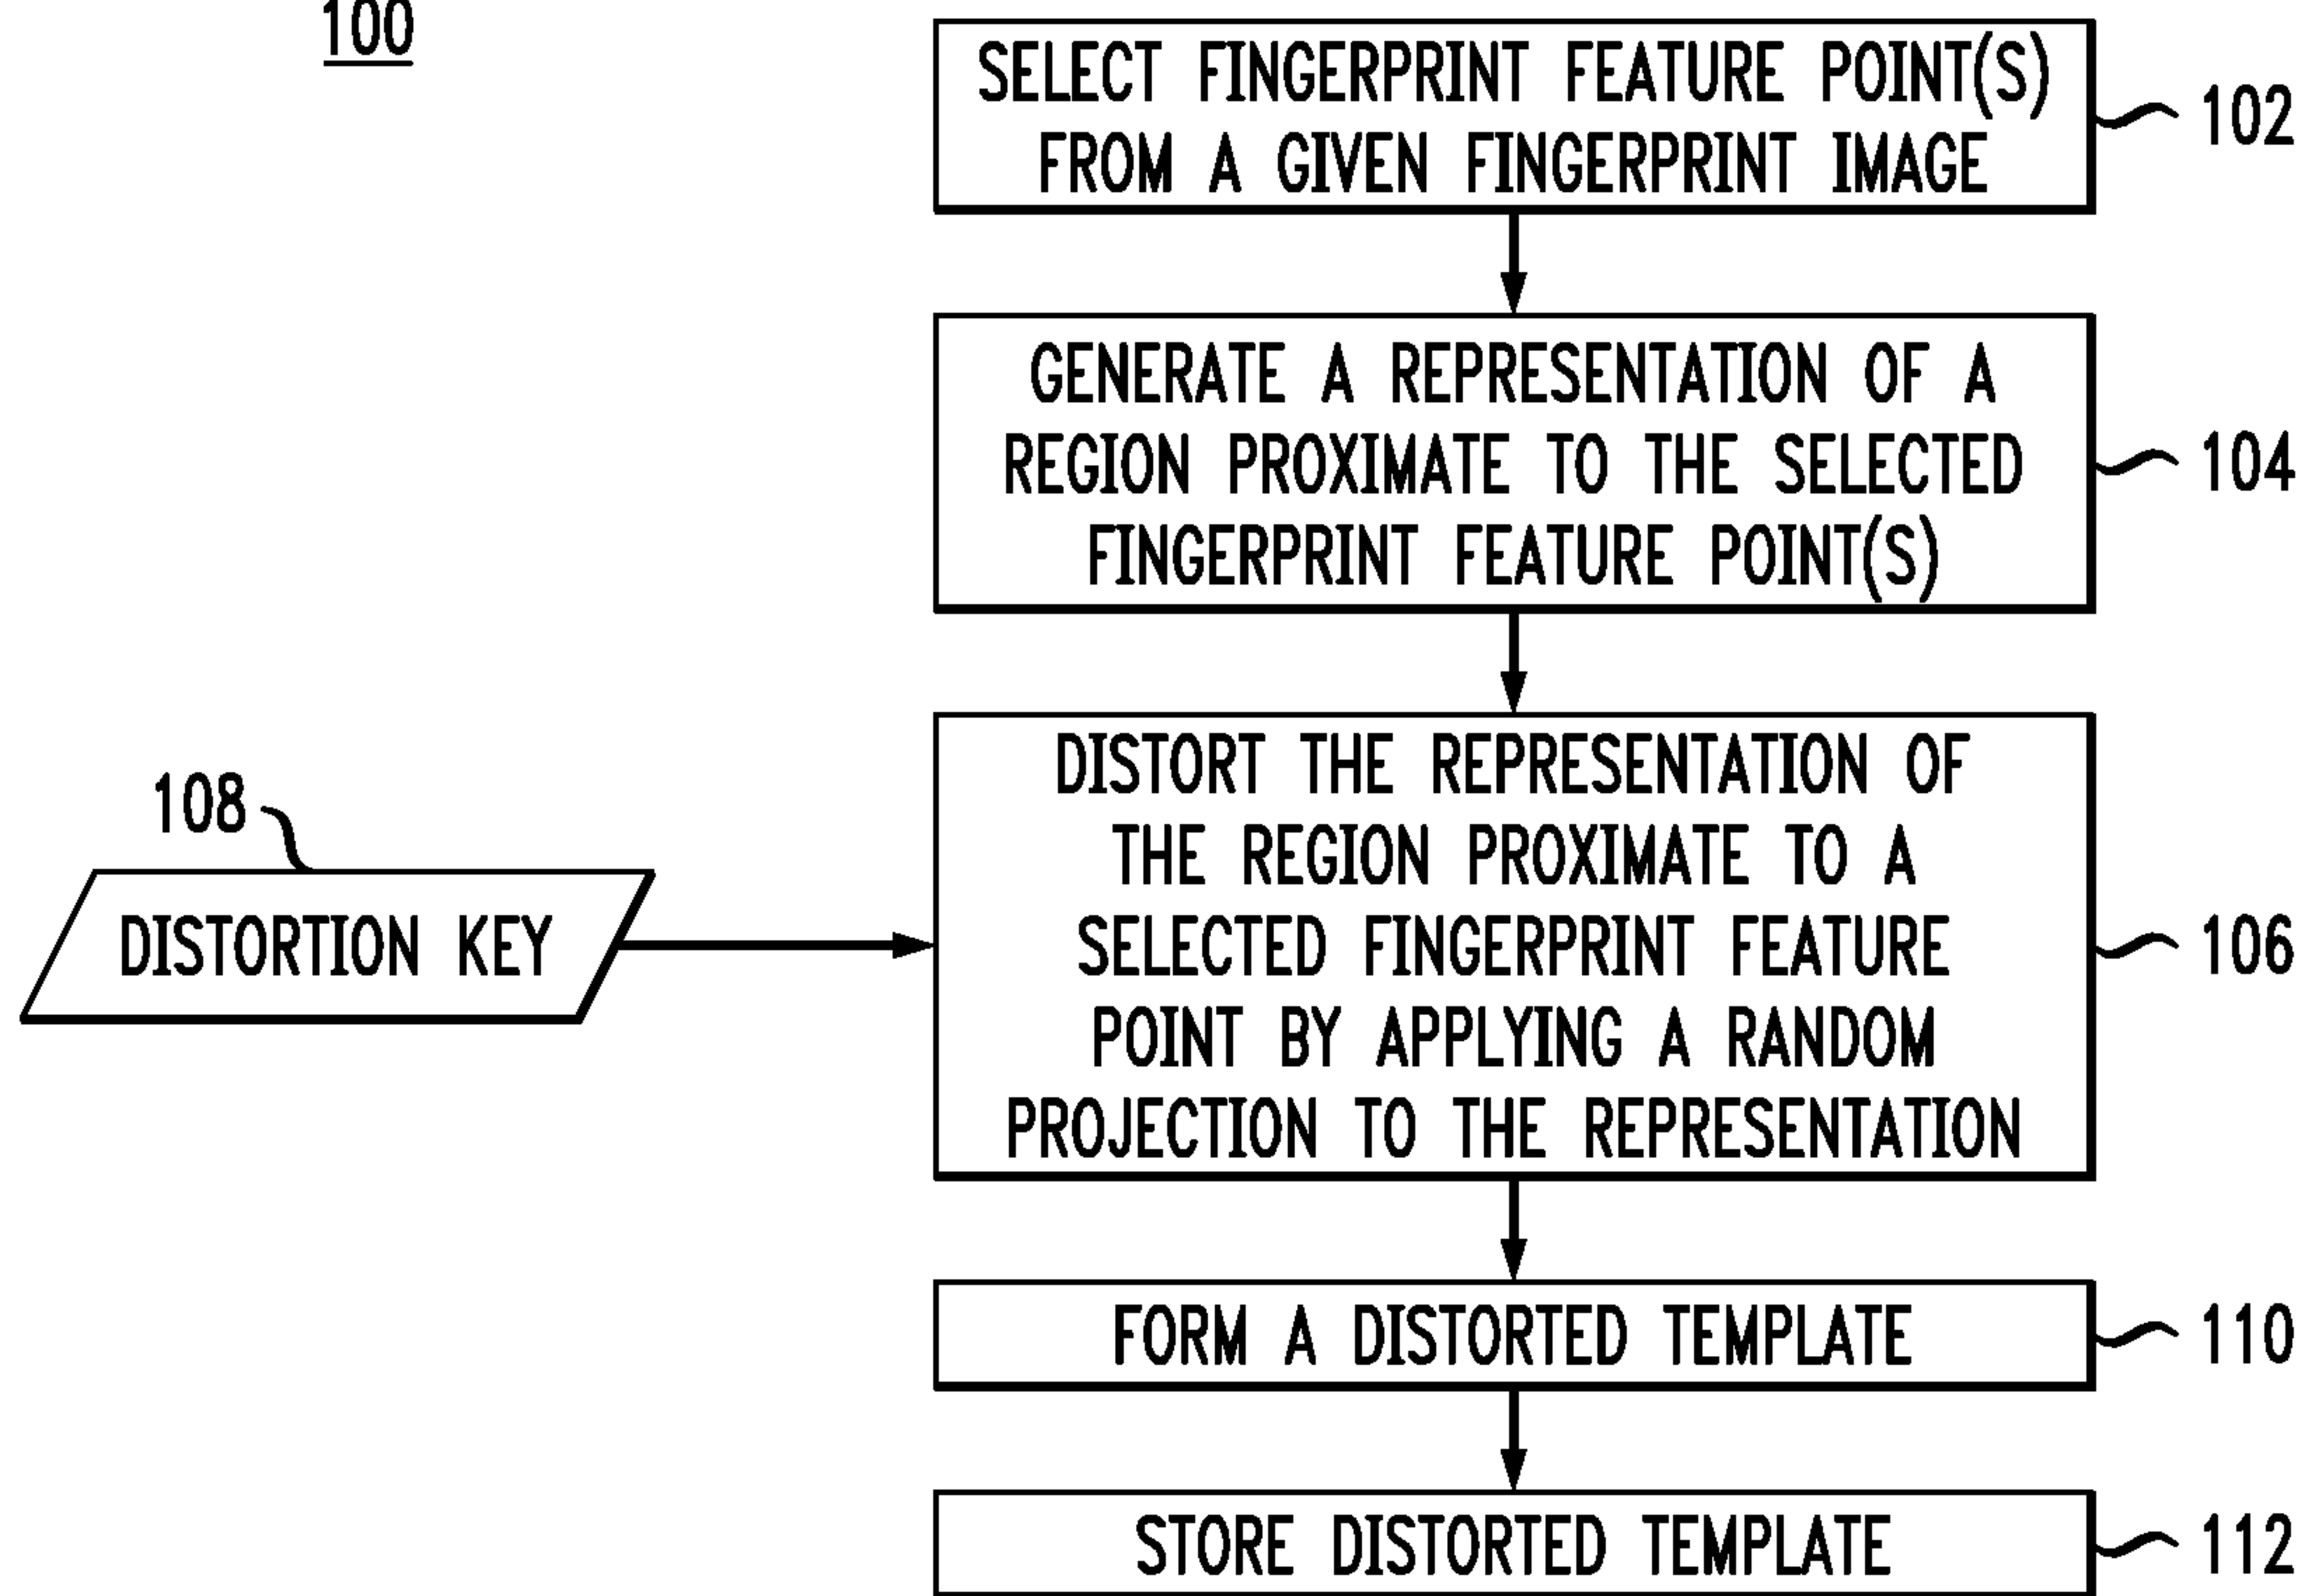 100
SELECT FINGERPRINT FEATURE POINT(S)
FROM A GIVEN FINGERPRINT IMAGE
102
GENERATE A REPRESENTATION OF A
REGION PROXIMATE TO THE SELECTED
FINGERPRINT FEATURE POINT(S)
104
DISTORT THE REPRESENTATION OF
THE REGION PROXIMATE TO A
SELECTED FINGERPRINT FEATURE
POINT BY APPLYING A RANDOM
PROJECTION TO THE REPRESENTATION
106
108
DISTORTION KEY
FORM A DISTORTED TEMPLATE
110
STORE DISTORTED TEMPLATE
112